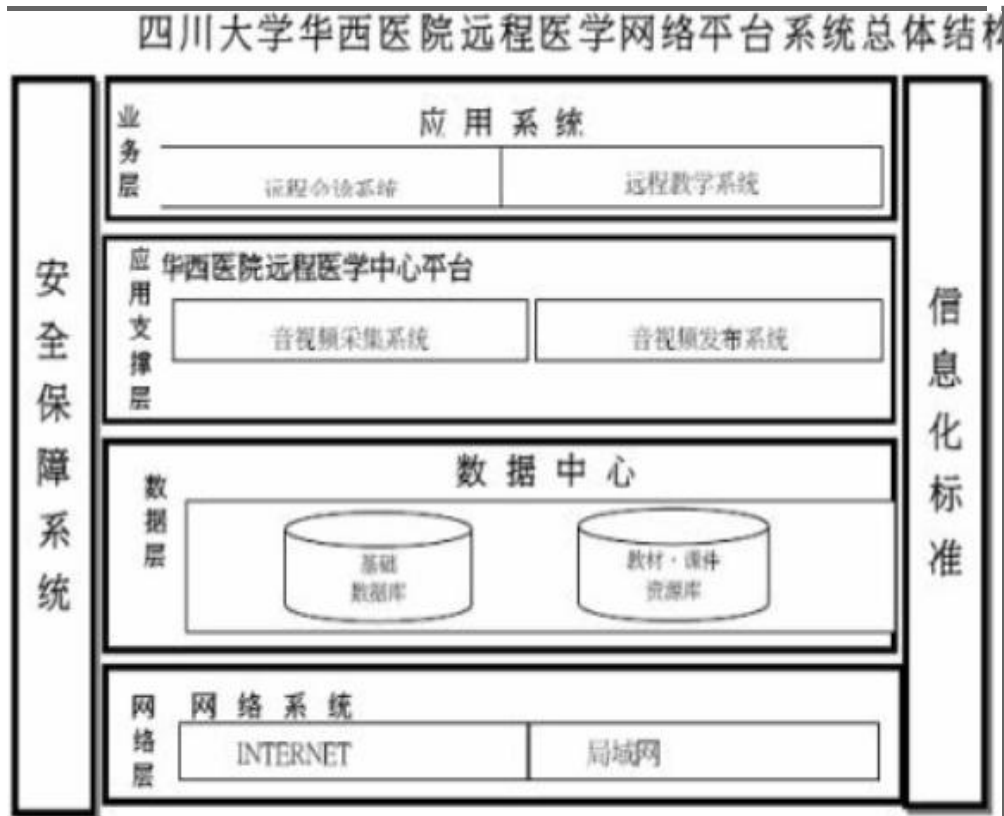 四川大学华西医院远程医学网络平台系统总体结构
安全保障系统
业务层
应用系统
远程会诊系统
远程教学系统
应用支撑层
华西医院远程医学中心平台
音视频采集系统
音视频发布系统
数据层
数据中心
基础
数据库
教材·课件
资源库
网络层
网络系统
INTERNET
局域网
信息化标准